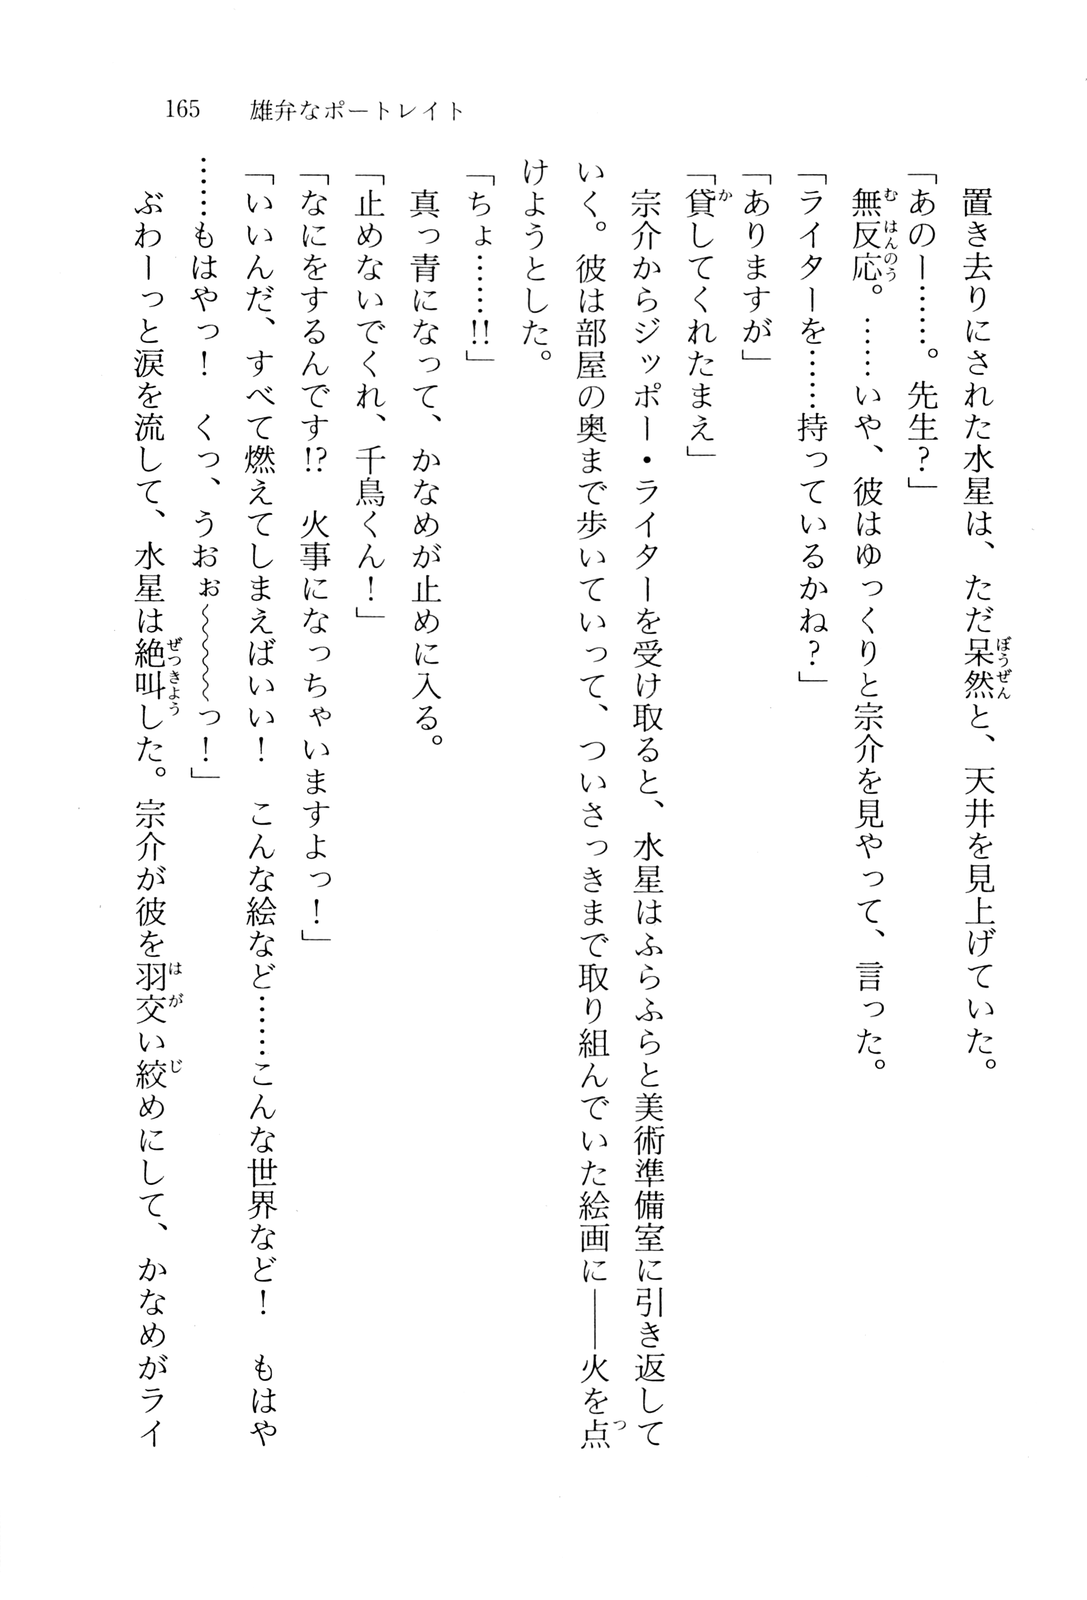 165　雄弁なポートレイト
　置き去りにされた水星は、ただ呆然と、天井を見上げていた。
「あのー……。先生？」
　無反応。……いや、彼はゆっくりと宗介を見やって、言った。
「ライターを……持っているかね？」
「ありますが」
「貸してくれたまえ」
　宗介からジッポー・ライターを受け取ると、水星はふらふらと美術準備室に引き返して
いく。彼は部屋の奥まで歩いていって、ついさっきまで取り組んでいた絵画に――火を点
けようとした。
「ちょ……!!」
　真っ青になって、かなめが止めに入る。
「止めないでくれ、千鳥くん！」
「なにをするんです!?　火事になっちゃいますよっ！」
「いいんだ、すべて燃えてしまえばいい！　こんな絵など……こんな世界など！　もはや
……もはやっ！　くっ、うおぉ～～～～っ！」
　ぶわーっと涙を流して、水星は絶叫した。宗介が彼を羽交い絞めにして、かなめがライ